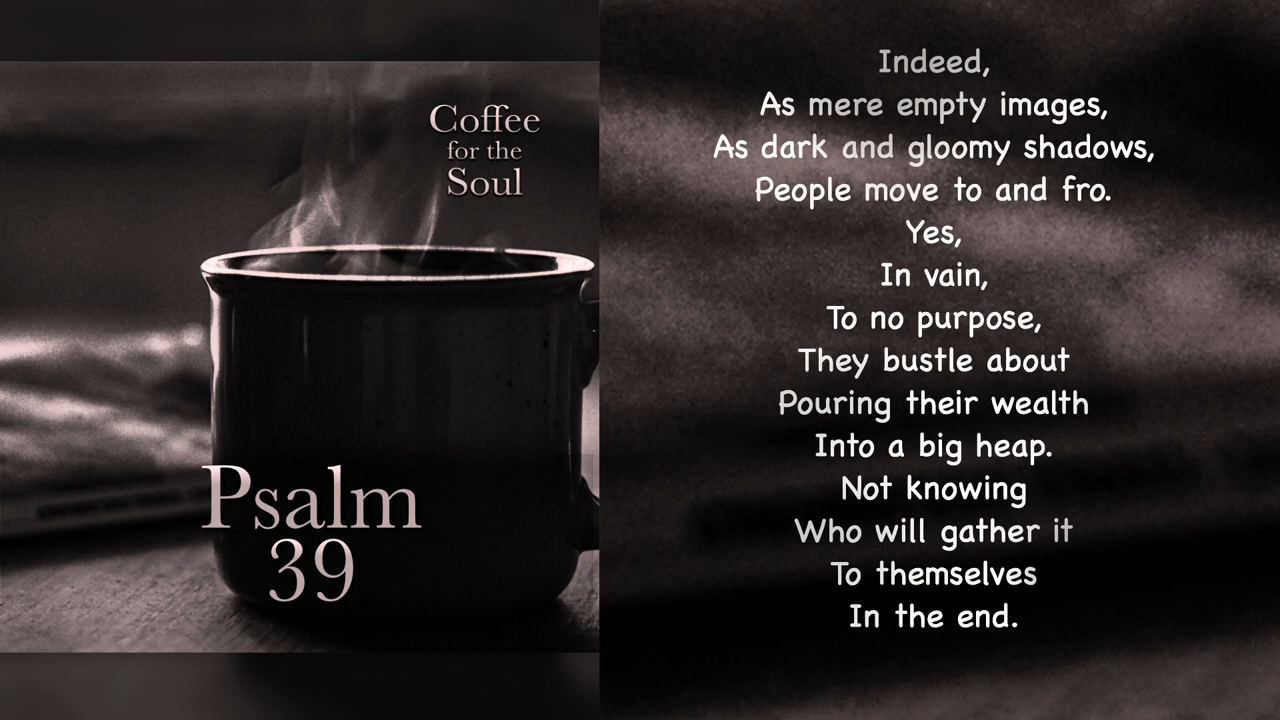 Coffee
for the
Soul
Psalm
39
Indeed,
As mere empty images,
As dark and gloomy shadows,
People move to and fro.
Yes,
In vain,
To no purpose,
They bustle about
Pouring their wealth
Into a big heap.
Not knowing
Who will gather it
To themselves
In the end.